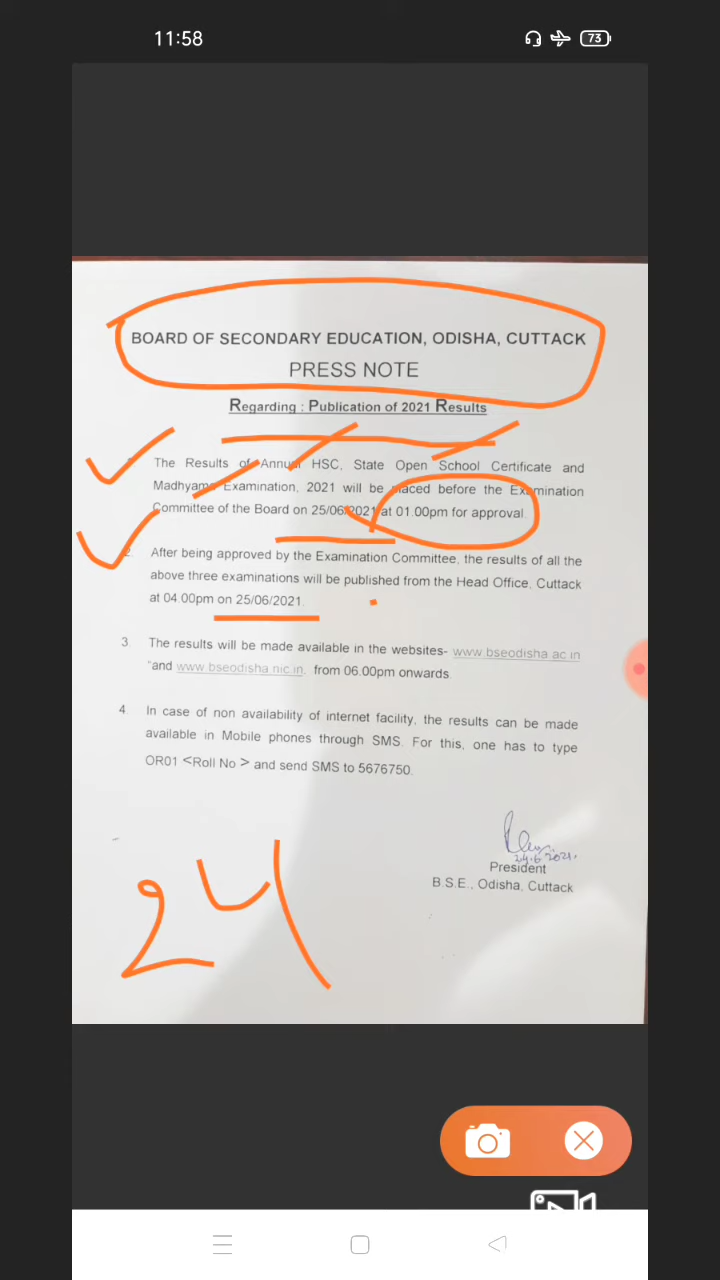 11:58
73
BOARD OF SECONDARY EDUCATION, ODISHA, CUTTACK
PRESS NOTE
Regarding : Publication of 2021 Results
The Results of Annual HSC, State Open School Certificate and
Madhyama Examination, 2021 will be placed before the Examination
Committee of the Board on 25/06/2021 at 01.00pm for approval.
2. After being approved by the Examination Committee, the results of all the
above three examinations will be published from the Head Office, Cuttack
at 04.00pm on 25/06/2021.
3. The results will be made available in the websites- www.bseodisha.ac.in
"and www.bseodisha.nic.in. from 06.00pm onwards.
4. In case of non availability of internet facility, the results can be made
available in Mobile phones through SMS. For this, one has to type
OR01 <Roll No > and send SMS to 5676750.
24.6.2021.
President
B.S.E., Odisha, Cuttack
24